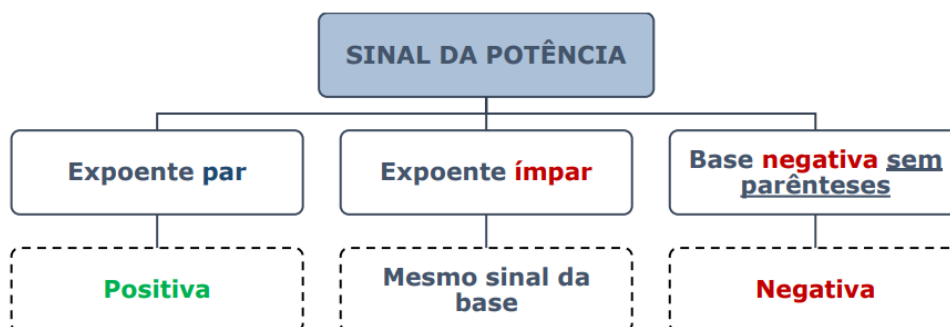 SINAL DA POTÊNCIA
Expoente par
Expoente ímpar
Base negativa sem
parênteses
Positiva
Mesmo sinal da
base
Negativa